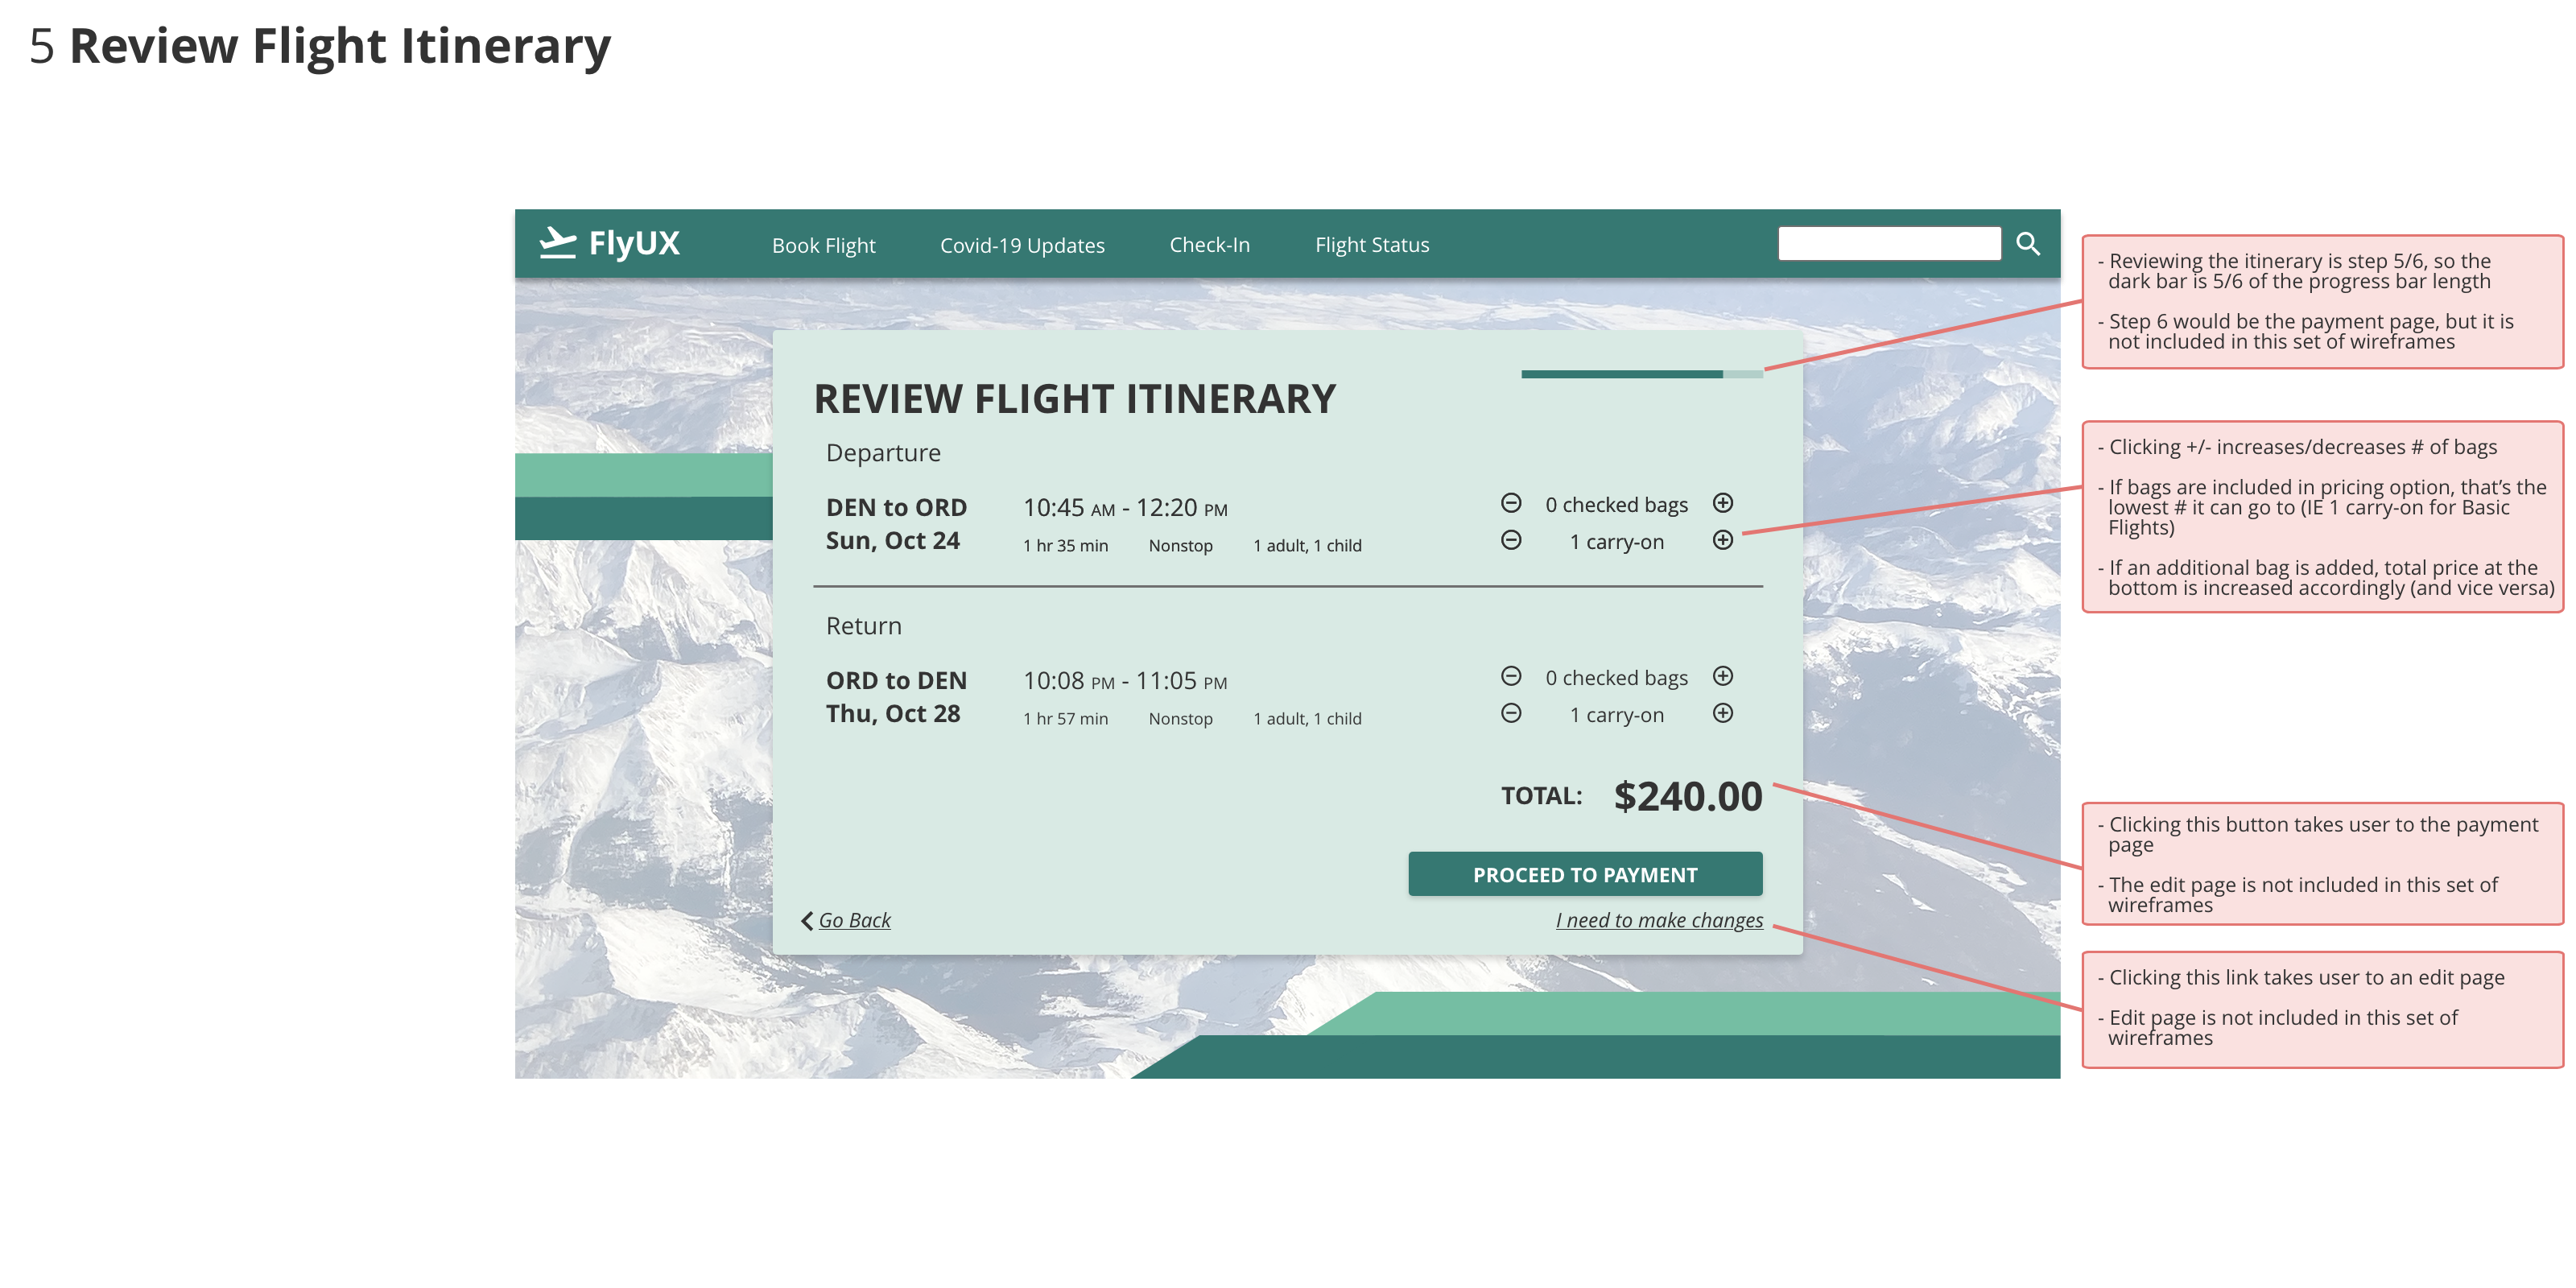 5 Review Flight Itinerary
FlyUX
Book Flight
Covid-19 Updates
Check-In
Flight Status
REVIEW FLIGHT ITINERARY
Departure
DEN to ORD
Sun, Oct 24
10:45 AM - 12:20 PM
1 hr 35 min
Nonstop
1 adult, 1 child
0 checked bags
1 carry-on
Return
ORD to DEN
Thu, Oct 28
10:08 PM - 11:05 PM
1 hr 57 min
Nonstop
1 adult, 1 child
0 checked bags
1 carry-on
TOTAL: $240.00
PROCEED TO PAYMENT
Go Back
I need to make changes
- Reviewing the itinerary is step 5/6, so the
dark bar is 5/6 of the progress bar length
- Step 6 would be the payment page, but it is
not included in this set of wireframes
- Clicking +/- increases/decreases # of bags
- If bags are included in pricing option, that's the
lowest # it can go to (IE 1 carry-on for Basic
Flights)
- If an additional bag is added, total price at the
bottom is increased accordingly (and vice versa)
- Clicking this button takes user to the payment
page
- The edit page is not included in this set of
wireframes
- Clicking this link takes user to an edit page
- Edit page is not included in this set of
wireframes